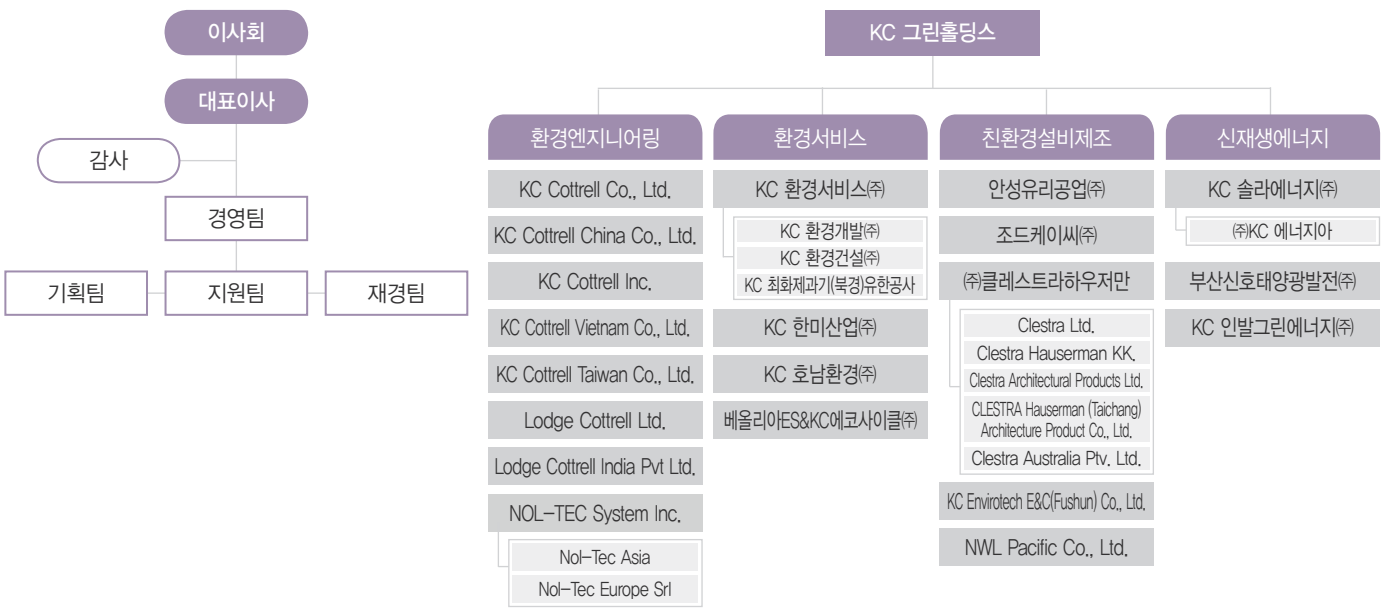 이사회
대표이사
감사
경영팀
기획팀
지원팀
재경팀
KC 그린홀딩스
환경엔지니어링
KC Cottrell Co., Ltd.
KC Cottrell China Co., Ltd.
KC Cottrell Inc.
KC Cottrell Vietnam Co., Ltd.
KC Cottrell Taiwan Co., Ltd.
Lodge Cottrell Ltd.
Lodge Cottrell India Pvt Ltd.
NOL-TEC System Inc.
Nol-Tec Asia
Nol-Tec Europe Srl
환경서비스
KC 환경서비스㈜
KC 환경개발㈜
KC 환경건설㈜
KC 최화제과기(북경)유한공사
KC 한미산업㈜
KC 호남환경㈜
베올리아ES&KC에코사이클㈜
친환경설비제조
안성유리공업㈜
조드케이씨㈜
㈜클레스트라하우저만
Clestra Ltd.
Clestra Hauserman KK.
Clestra Architectural Products Ltd.
CLESTRA Hauserman (Taichang)
Architecture Product Co., Ltd.
Clestra Australia Ptv. Ltd.
KC Envirotech E&C(Fushun) Co., Ltd.
NWL Pacific Co., Ltd.
신재생에너지
KC 솔라에너지㈜
㈜KC 에너지아
부산신호태양광발전㈜
KC 인발그린에너지㈜